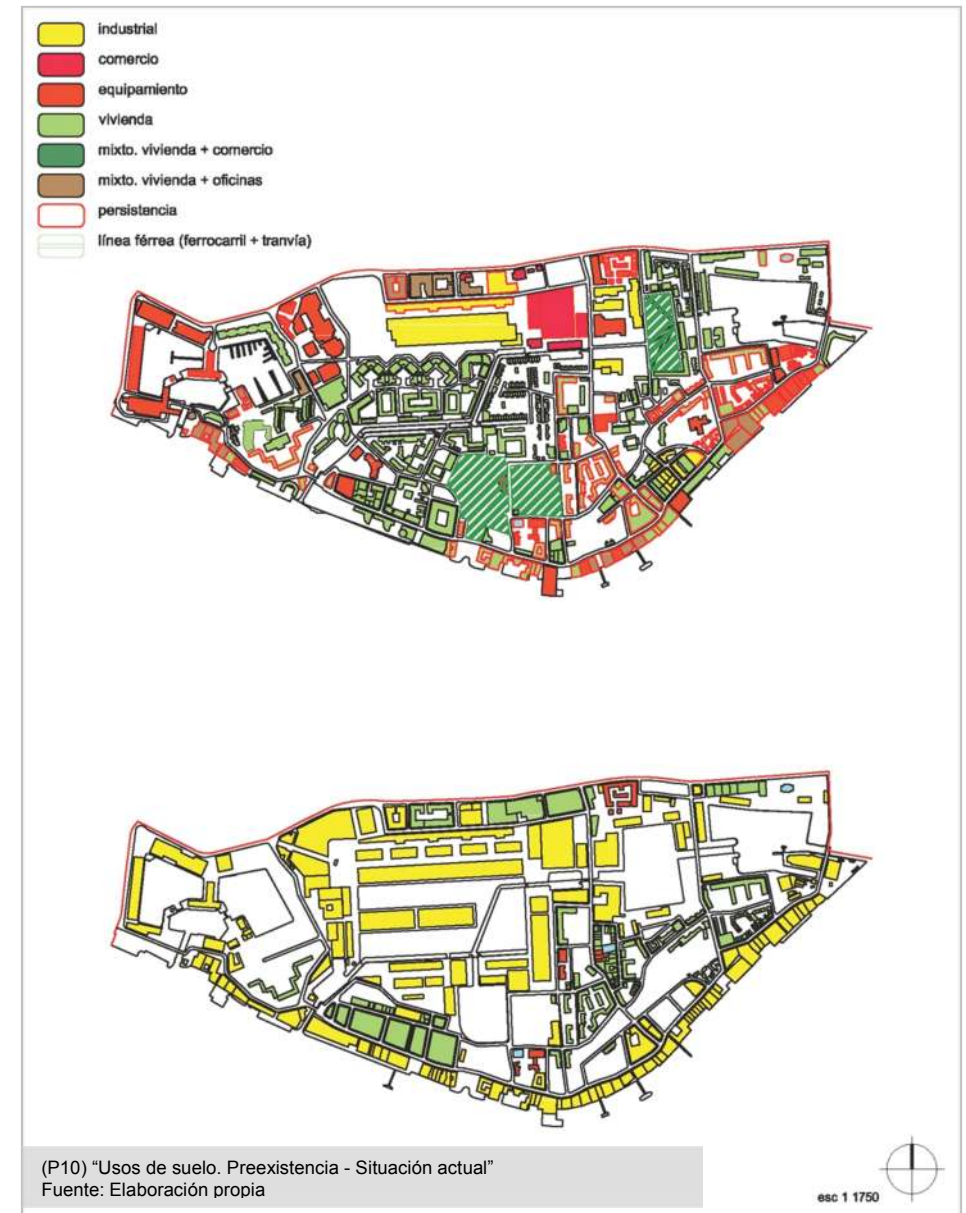 industrial
comercio
equipamiento
vivienda
mixto. vivienda + comercio
mixto. vivienda + oficinas
persistencia
línea férrea (ferrocarril + tranvía)
(P10) “Usos de suelo. Preexistencia - Situación actual”
Fuente: Elaboración propia
esc 1 1750